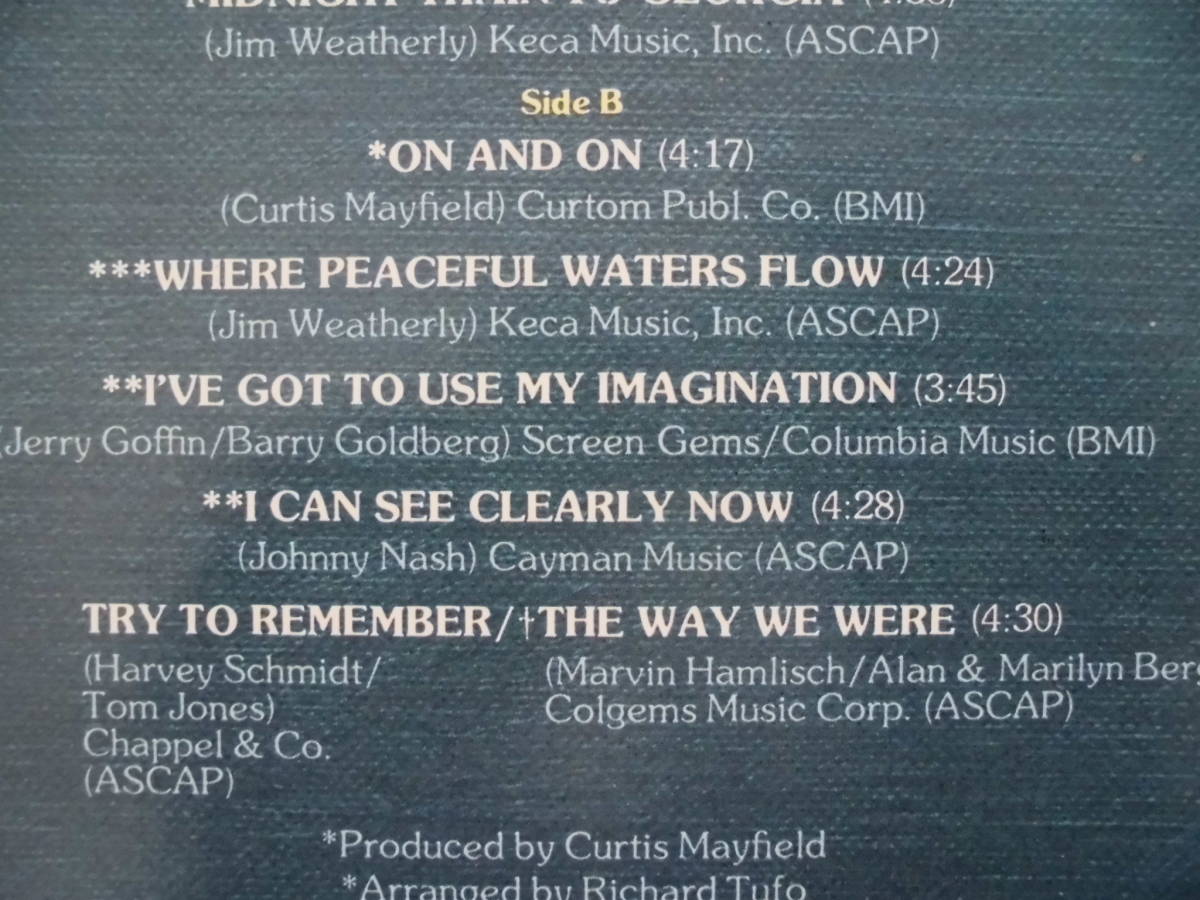 MIDNIGHT TRAIN TO GEORGIA
(Jim Weatherly) Keca Music, Inc. (ASCAP)
Side B
*ON AND ON (4:17)
(Curtis Mayfield) Curtom Publ. Co. (BMI)
***WHERE PEACEFUL WATERS FLOW (4:24)
(Jim Weatherly) Keca Music, Inc. (ASCAP)
**I'VE GOT TO USE MY IMAGINATION (3:45)
(Jerry Goffin/Barry Goldberg) Screen Gems/Columbia Music (BMI)
**I CAN SEE CLEARLY NOW (4:28)
(Johnny Nash) Cayman Music (ASCAP)
TRY TO REMEMBER/†THE WAY WE WERE (4:30)
(Harvey Schmidt/
Tom Jones)
Chappel & Co.
(ASCAP)
(Marvin Hamlisch/Alan & Marilyn Berg
Colgems Music Corp. (ASCAP)
*Produced by Curtis Mayfield
*Arranged by Richard Tufo